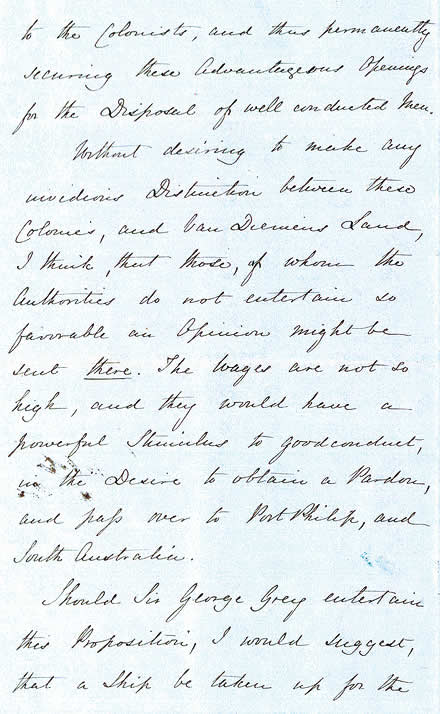 to the Colonists, and thus permanently
securing these Advantageous Openings
for the Disposal of well conducted Men.
Without desiring to make any
invidious Distinction between these
Colonies, and Van Diemens Land,
I think, that those, of whom the
Authorities do not entertain so
favorable an Opinion might be
sent there. The Wages are not so
high, and they would have a
powerful Stimulus to good conduct,
in the Desire to obtain a Pardon,
and pass over to Port Philip, and
South Australia.
Should Sir George Grey entertain
this Proposition, I would suggest,
that a Ship be taken up for the